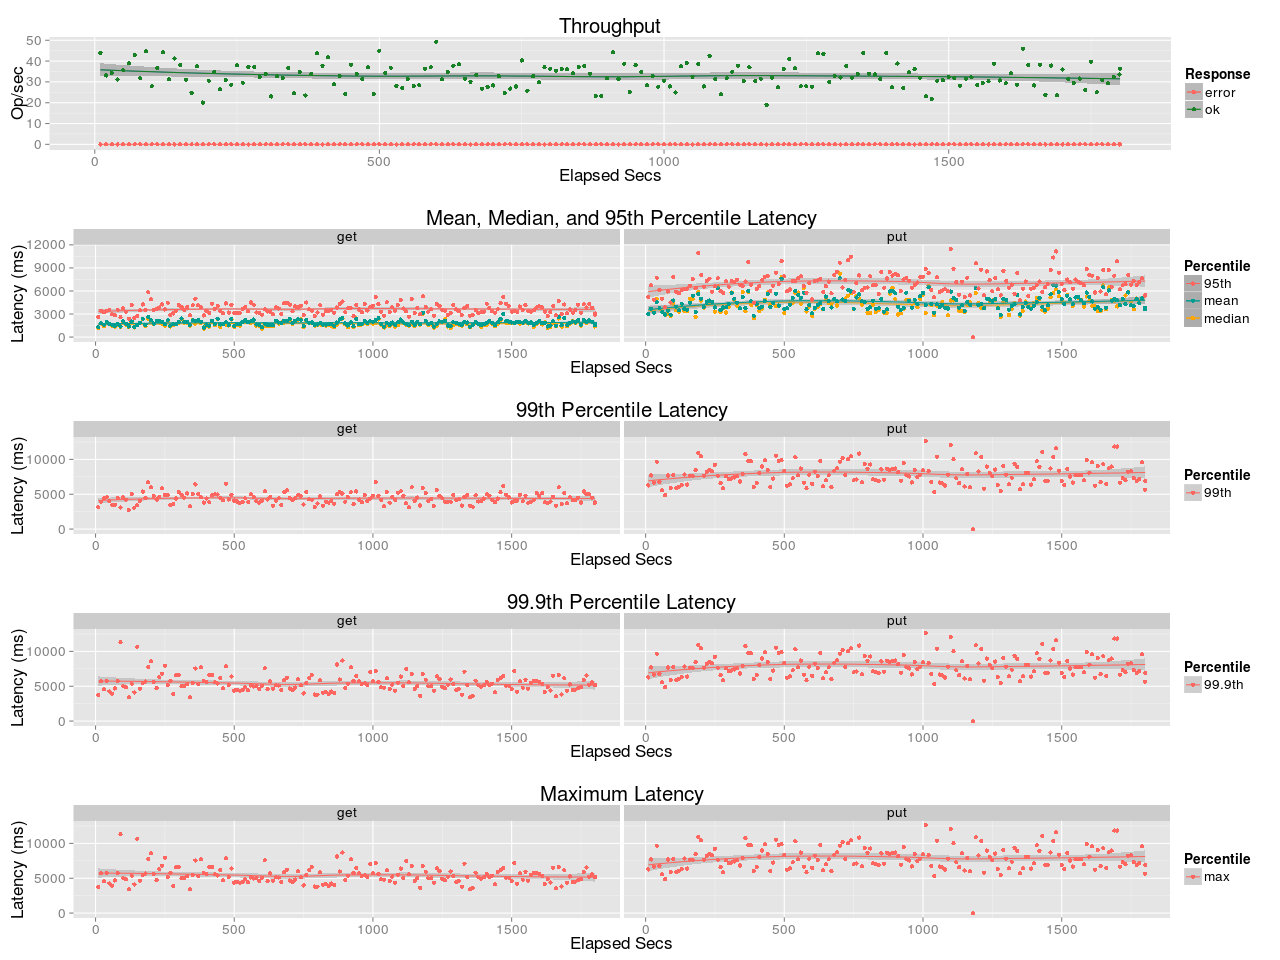 Throughput
Op/sec
50
40
30
20
10
0
0 500 1000 1500
Elapsed Secs
Response
error
ok
Mean, Median, and 95th Percentile Latency
get put
Latency (ms)
12000
9000
6000
3000
0
0 500 1000 1500 0 500 1000 1500
Elapsed Secs
Percentile
95th
mean
median
99th Percentile Latency
get put
Latency (ms)
10000
5000
0
0 500 1000 1500 0 500 1000 1500
Elapsed Secs
Percentile
99th
99.9th Percentile Latency
get put
Latency (ms)
10000
5000
0
0 500 1000 1500 0 500 1000 1500
Elapsed Secs
Percentile
99.9th
Maximum Latency
get put
Latency (ms)
10000
5000
0
0 500 1000 1500 0 500 1000 1500
Elapsed Secs
Percentile
max